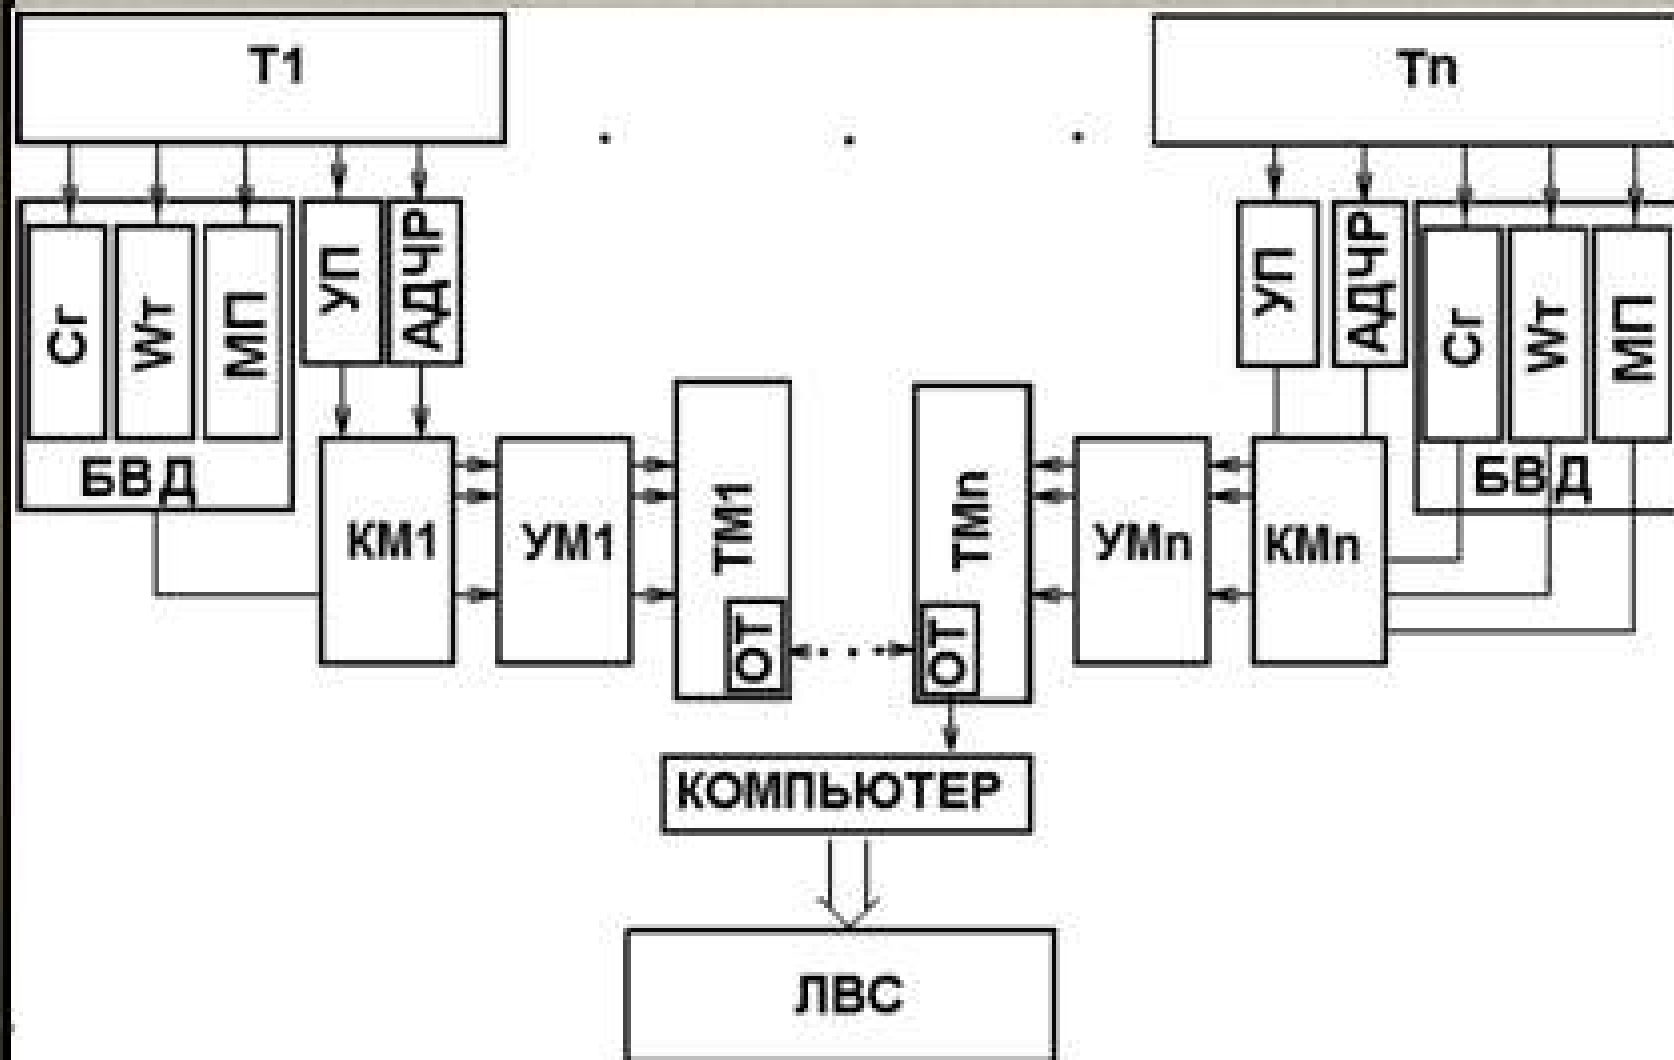 Т1
Тn
Сг
Wт
МП
УП
АДЧР
УП
АДЧР
Сг
Wт
МП
БВД
БВД
КМ1
УМ1
ТМ1
ТМn
УМn
КМn
ОТ
ОТ
КОМПЬЮТЕР
ЛВС